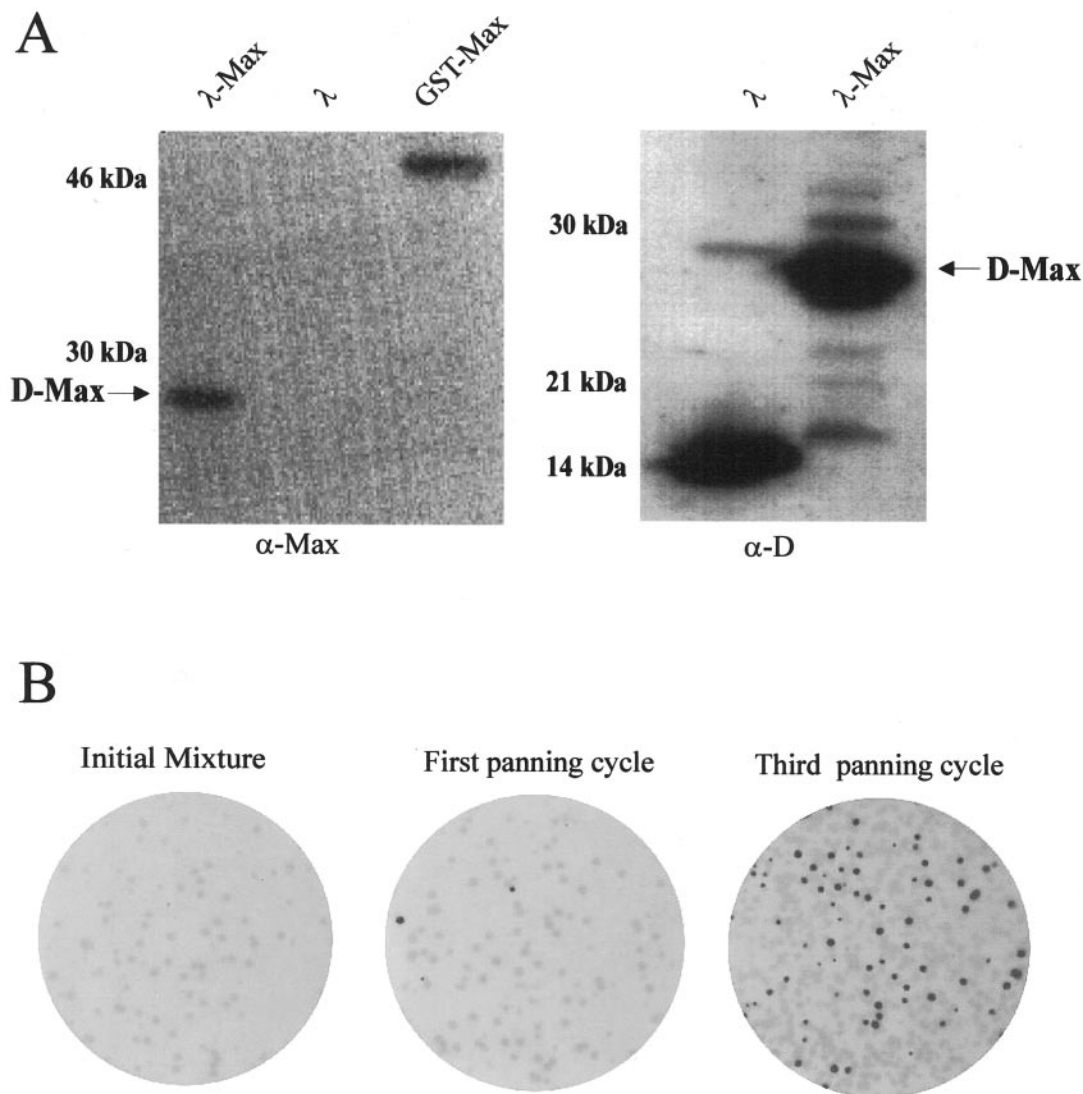 A
λ-Max λ GST-Max
46 kDa
30 kDa
D-Max
α-Max
λ λ-Max
30 kDa
D-Max
21 kDa
14 kDa
α-D
B
Initial Mixture
First panning cycle
Third panning cycle